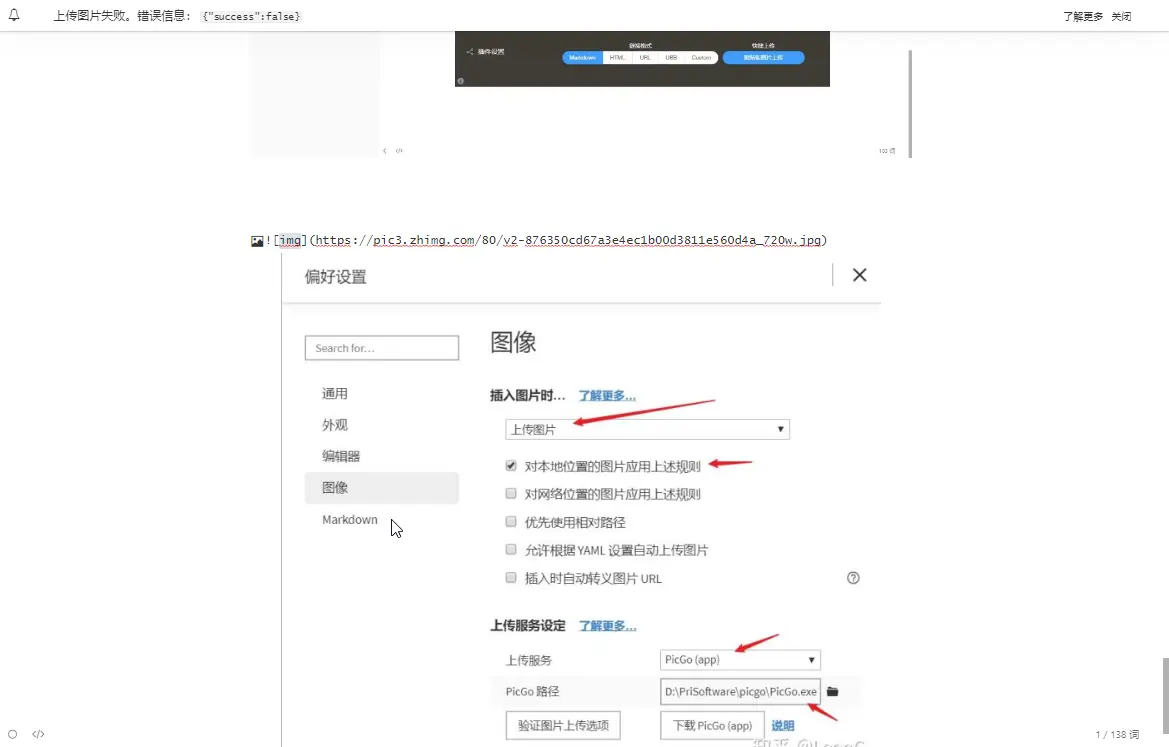 上传图片失败。错误信息： {"success":false}
了解更多 关闭
插件设置
链接格式
快捷上传
Markdown HTML URL UBB Custom
剪贴板图片上传
</>
![img](https://pic3.zhimg.com/80/v2-876350cd67a3e4ec1b00d3811e560d4a_720w.jpg)
偏好设置
Search for...
图像
通用
外观
编辑器
图像
Markdown
插入图片时... 了解更多...
上传图片
对本地位置的图片应用上述规则
对网络位置的图片应用上述规则
优先使用相对路径
允许根据 YAML 设置自动上传图片
插入时自动转义图片 URL
上传服务设定 了解更多...
上传服务 PicGo (app)
PicGo 路径 D:\PriSoftware\picgo\PicGo.exe
验证图片上传选项 下载 PicGo (app) 说明
</> 1 / 138 词